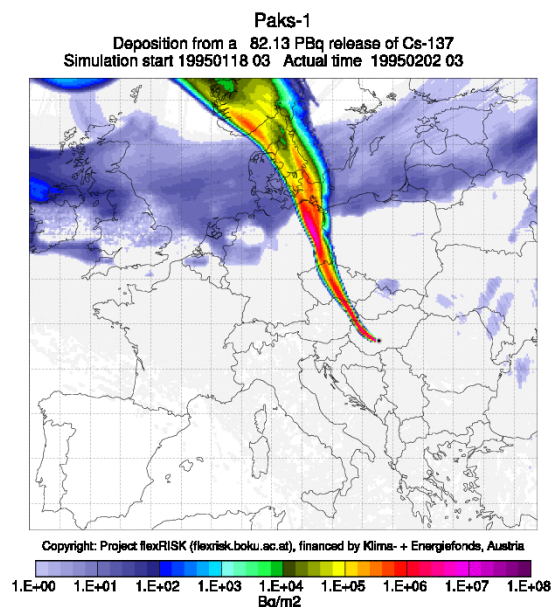 Paks-1
Deposition from a 82.13 PBq release of Cs-137
Simulation start 19950118 03 Actual time 19950202 03
Copyright: Project flexRISK (flexrisk.boku.ac.at), financed by Klima- + Energiefonds, Austria
1.E+00 1.E+01 1.E+02 1.E+03 1.E+04 1.E+05 1.E+06 1.E+07 1.E+08
Bq/m2